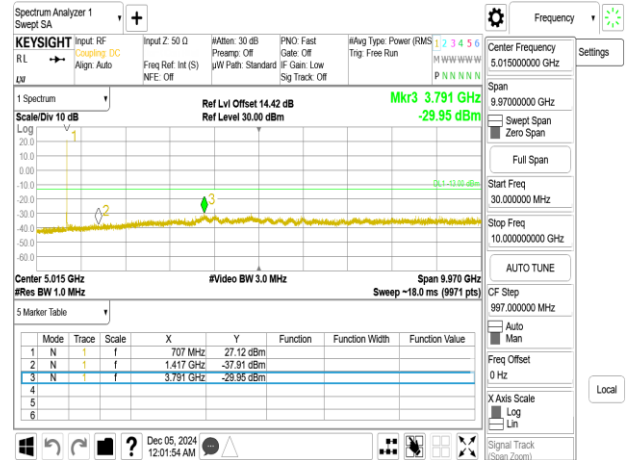 Spectrum Analyzer 1
Swept SA
+
Frequency
Settings
KEYSIGHT
RL
Input: RF
Coupling: DC
Align: Auto
Input Z: 50 Ω
Freq Ref: Int (S)
NFE: Off
#Atten: 30 dB
Preamp: Off
µW Path: Standard
PNO: Fast
Gate: Off
IF Gain: Low
Sig Track: Off
#Avg Type: Power (RMS
Trig: Free Run
1 2 3 4 5 6
M W W W W W
P N N N N N
1 Spectrum
Scale/Div 10 dB
Ref Lvl Offset 14.42 dB
Ref Level 30.00 dBm
Mkr3 3.791 GHz
-29.95 dBm
Log
20.0
10.0
0.00
-10.0
-20.0
-30.0
-40.0
-50.0
-60.0
1
2
3
DL1 -13.00 dBm
Center 5.015 GHz
#Res BW 1.0 MHz
#Video BW 3.0 MHz
Span 9.970 GHz
Sweep ~18.0 ms (9971 pts)
5 Marker Table
Mode Trace Scale X Y Function Function Width Function Value
1 N 1 f 707 MHz 27.12 dBm
2 N 1 f 1.417 GHz -37.91 dBm
3 N 1 f 3.791 GHz -29.95 dBm
4
5
6
Center Frequency
5.015000000 GHz
Span
9.97000000 GHz
Swept Span
Zero Span
Full Span
Start Freq
30.000000 MHz
Stop Freq
10.000000000 GHz
AUTO TUNE
CF Step
997.000000 MHz
Auto
Man
Freq Offset
0 Hz
X Axis Scale
Log
Lin
Signal Track
(Span Zoom)
Local
?
Dec 05, 2024
12:01:54 AM